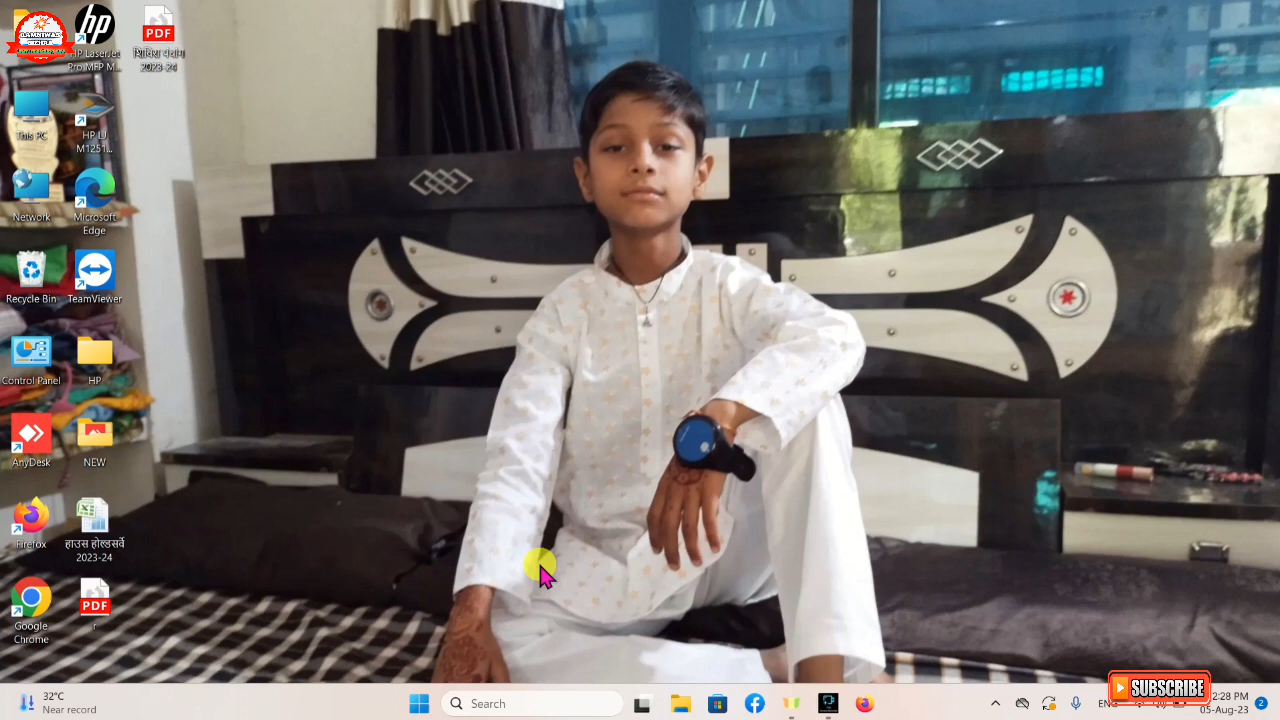 HP LaserJet
Pro MFP M...
PDF
शिविरा पंचांग
2023-24
This PC
HP LJ
M1251...
Network
Microsoft
Edge
Recycle Bin
TeamViewer
Control Panel
HP
AnyDesk
NEW
Firefox
हाउस होल्डसर्वे
2023-24
Google
Chrome
PDF
r
32°C
Near record
Search
SUBSCRIBE
2:28 PM
05-Aug-23
2